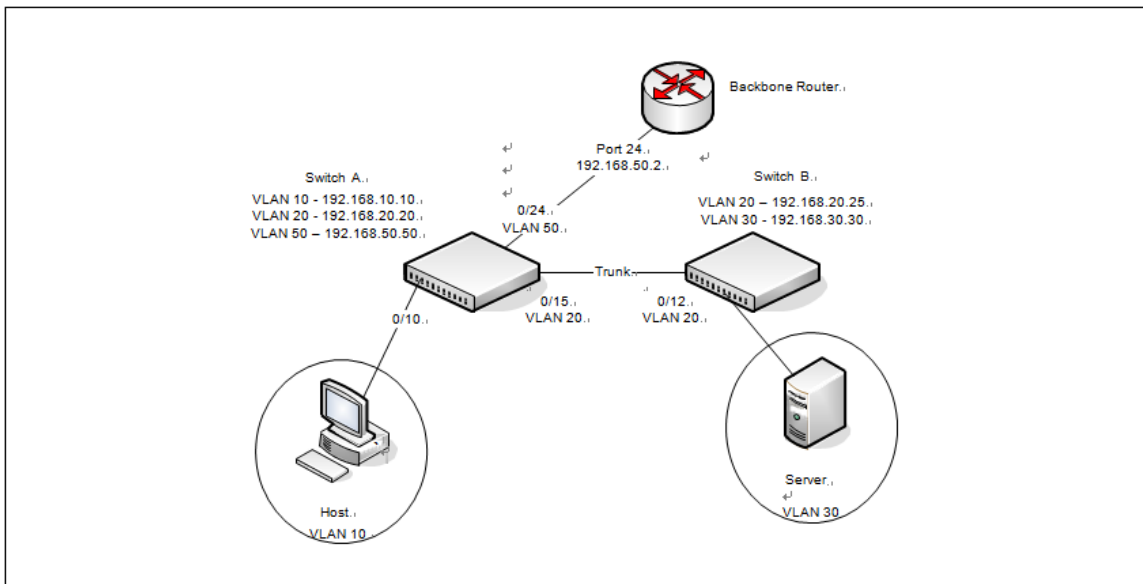 Backbone Router.
Port 24.
192.168.50.2.
Switch A.
VLAN 10 - 192.168.10.10.
VLAN 20 - 192.168.20.20.
VLAN 50 – 192.168.50.50.
0/24.
VLAN 50.
Switch B.
VLAN 20 – 192.168.20.25.
VLAN 30 - 192.168.30.30.
Trunk.
0/15.
VLAN 20.
0/12.
VLAN 20.
0/10.
Host.
VLAN 10
Server.
VLAN 30